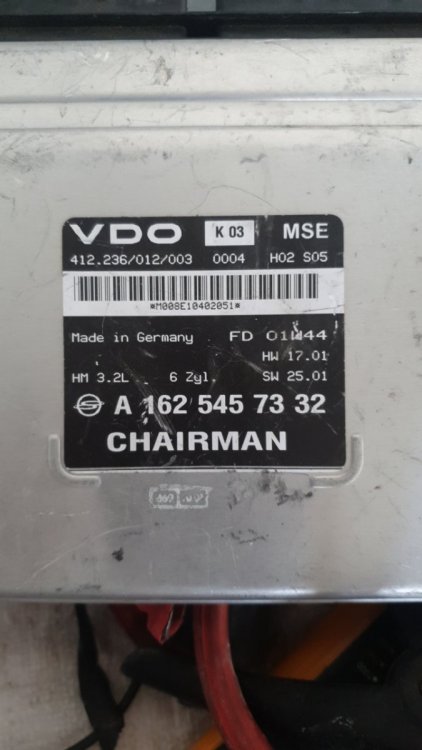 VDO K 03 MSE
412.236/012/003 0004 H02 S05
*M008E10402051*
Made in Germany FD 01W44
HW 17.01
HM 3.2L 6 Zyl. SW 25.01
A 162 545 73 32
CHAIRMAN